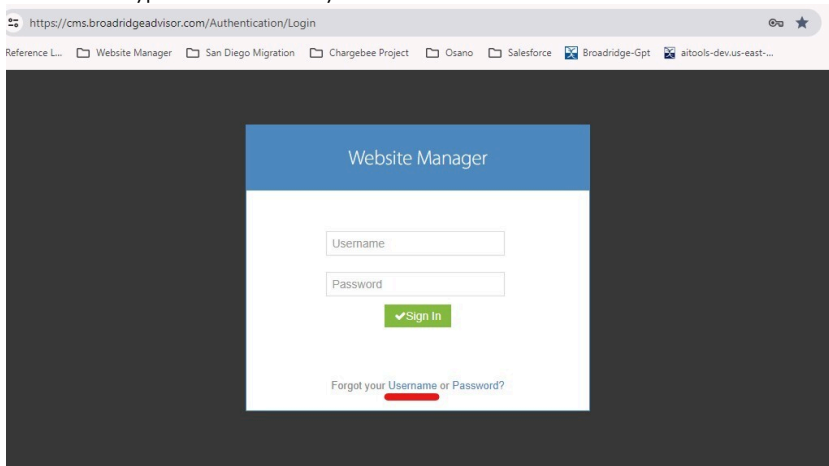 https://cms.broadridgeadvisor.com/Authentication/Login
Reference L... Website Manager San Diego Migration Chargebee Project Osano Salesforce Broadridge-Gpt aitools-dev.us-east-...
Website Manager
Username
Password
Sign In
Forgot your Username or Password?